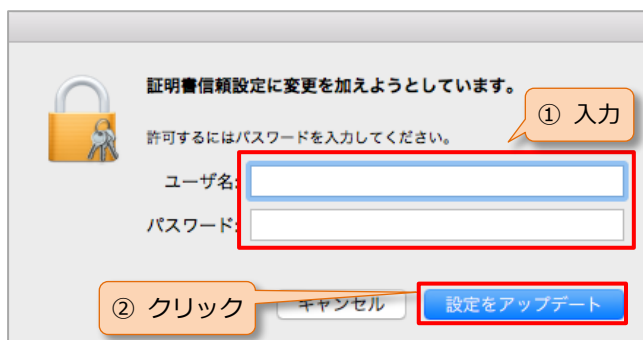 証明書信頼設定に変更を加えようとしています。
① 入力
許可するにはパスワードを入力してください。
ユーザ名:
パスワード:
② クリック
キャンセル
設定をアップデート